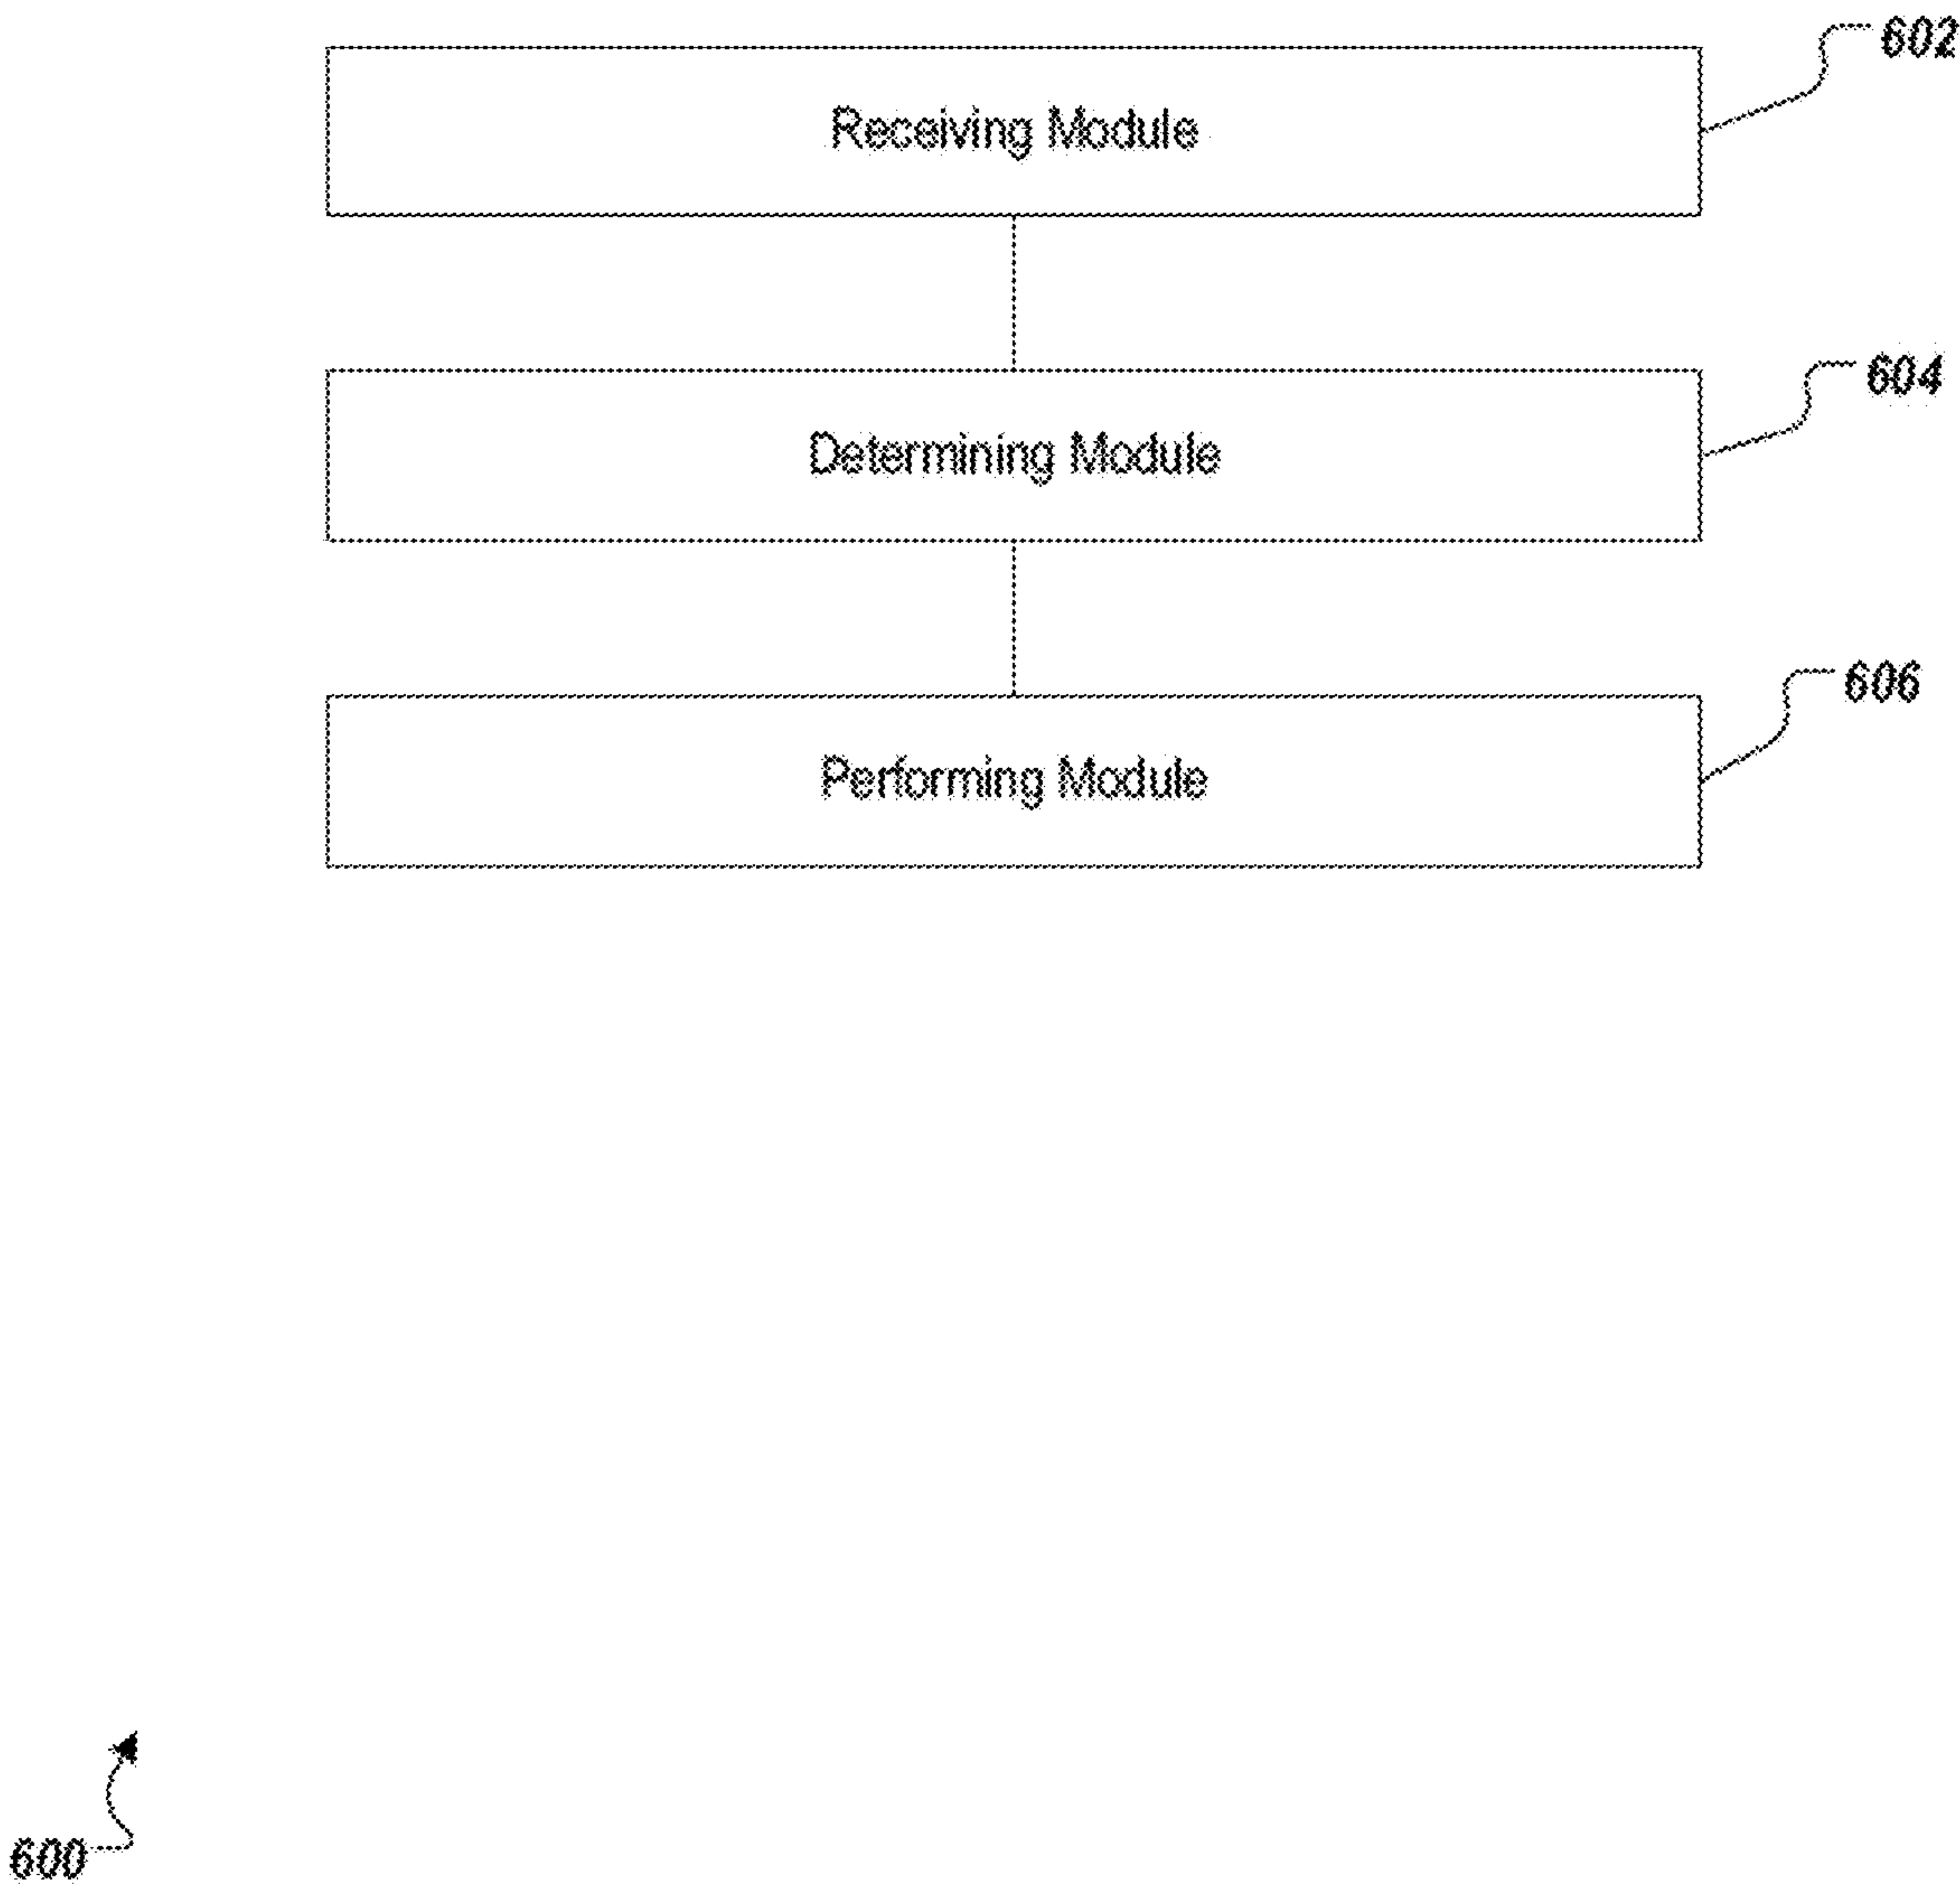 602
Receiving Module
604
Determining Module
606
Performing Module
600